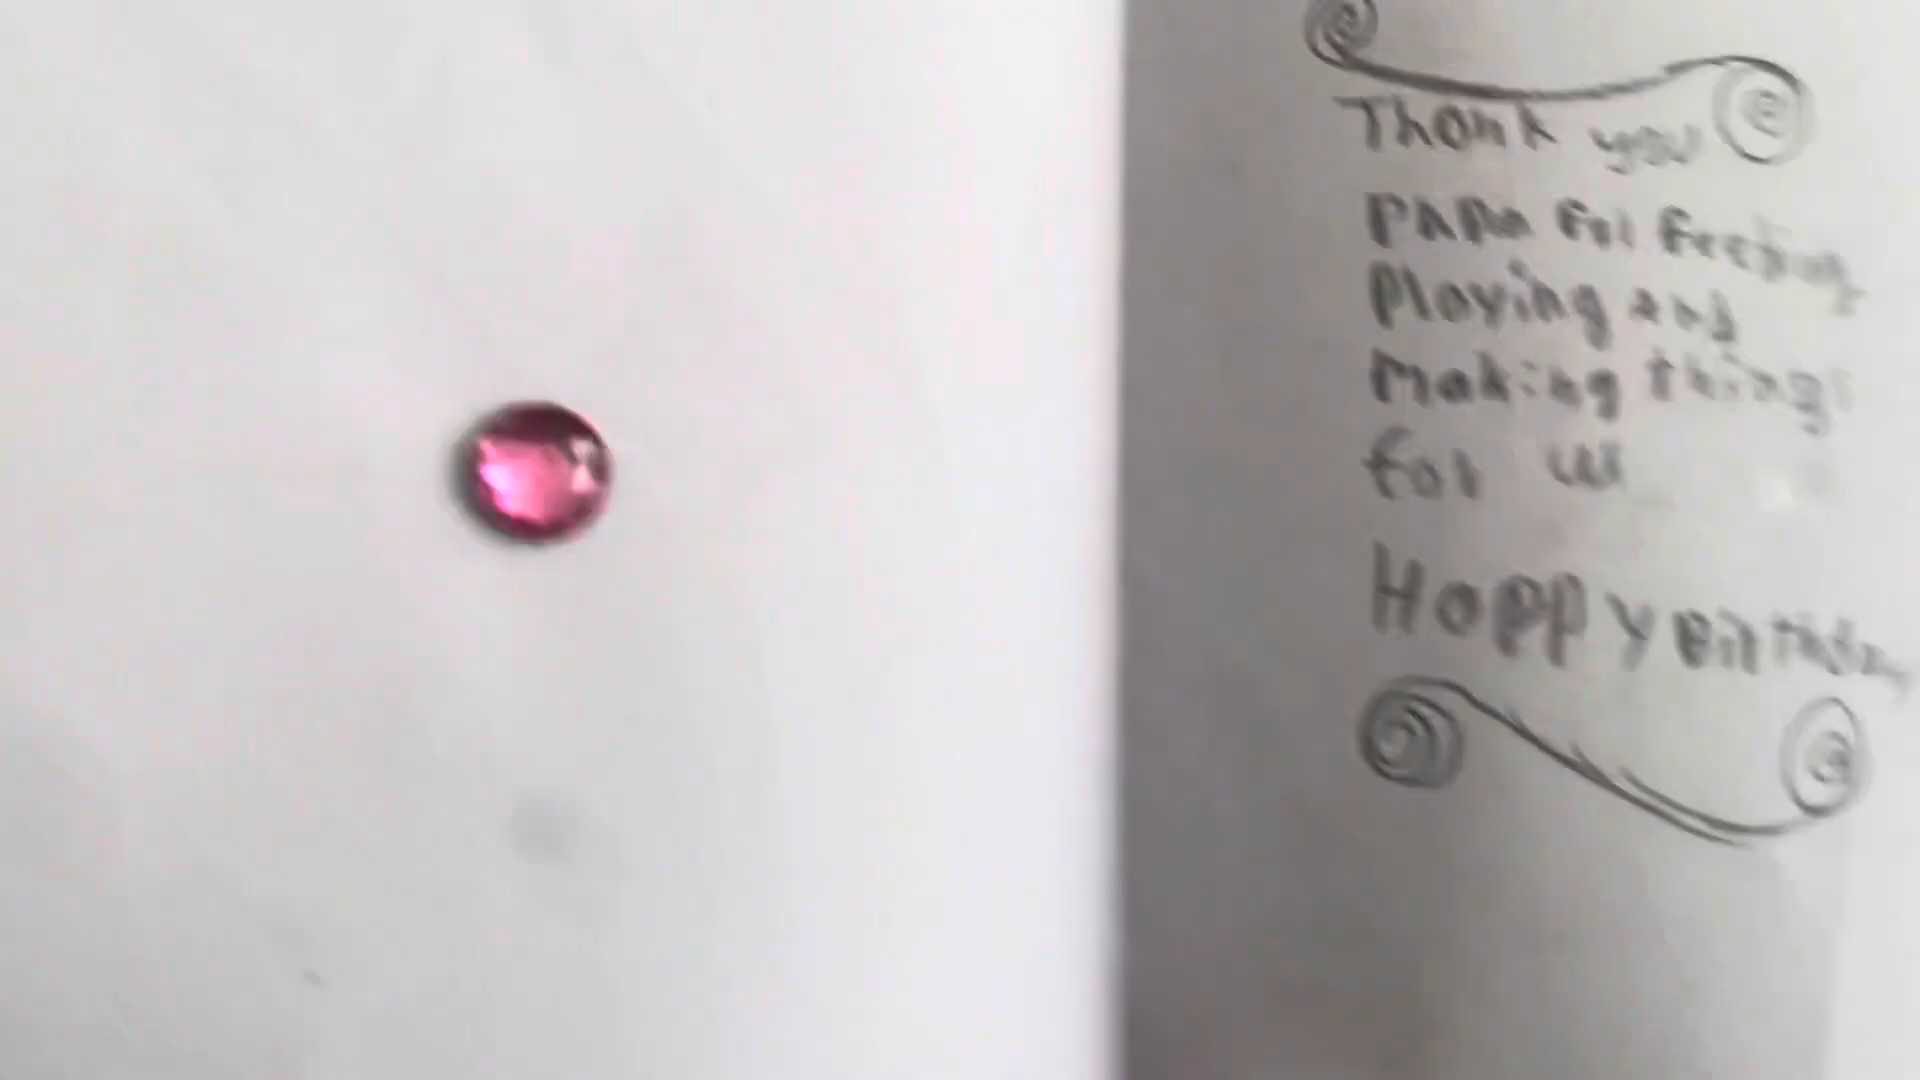 Thank you
PAPA For Feeding
Playing and
Making things
For us
Happy Birthday